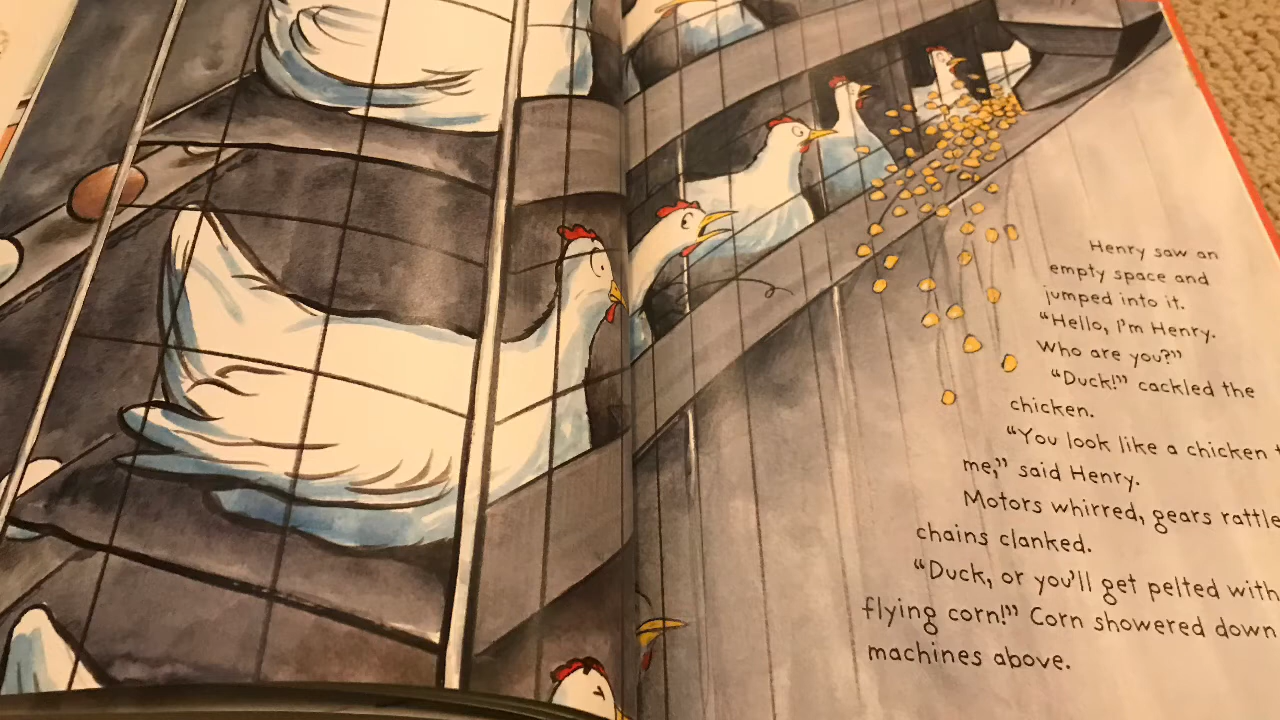 Henry saw an
empty space and
jumped into it.
“Hello, I’m Henry.
Who are you?”
“Duck!” cackled the
chicken.
“You look like a chicken
me,” said Henry.
Motors whirred, gears rattle
chains clanked.
“Duck, or you’ll get pelted with
flying corn!” Corn showered down
machines above.